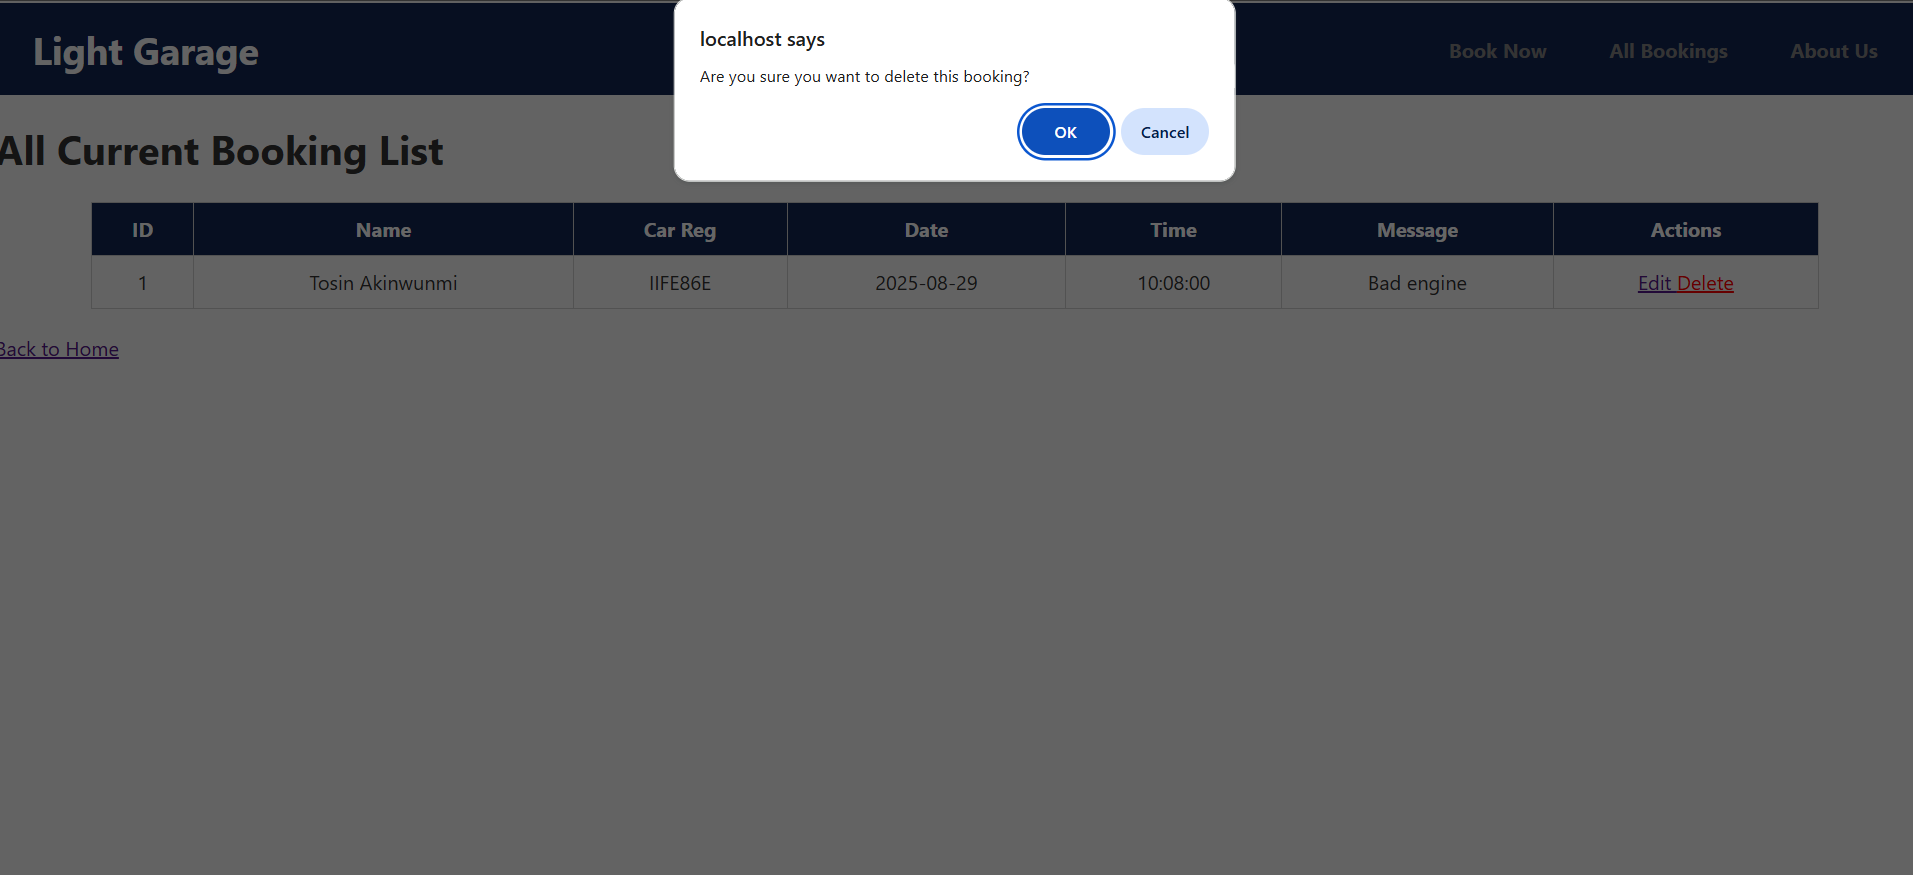 Light Garage
Book Now All Bookings About Us
localhost says
Are you sure you want to delete this booking?
OK Cancel
All Current Booking List
ID Name Car Reg Date Time Message Actions
1 Tosin Akinwunmi IIFE86E 2025-08-29 10:08:00 Bad engine Edit Delete
Back to Home